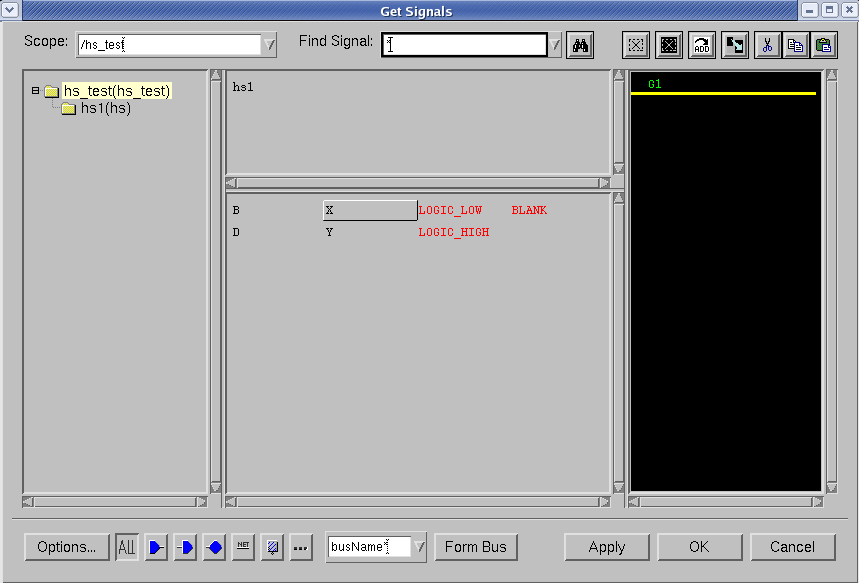 Get Signals
Scope: /hs_test Find Signal: *
ADD
hs_test(hs_test)
hs1(hs)
hs1
G1
B X LOGIC_LOW BLANK
D Y LOGIC_HIGH
Options... All NET ... busName* Form Bus Apply OK Cancel